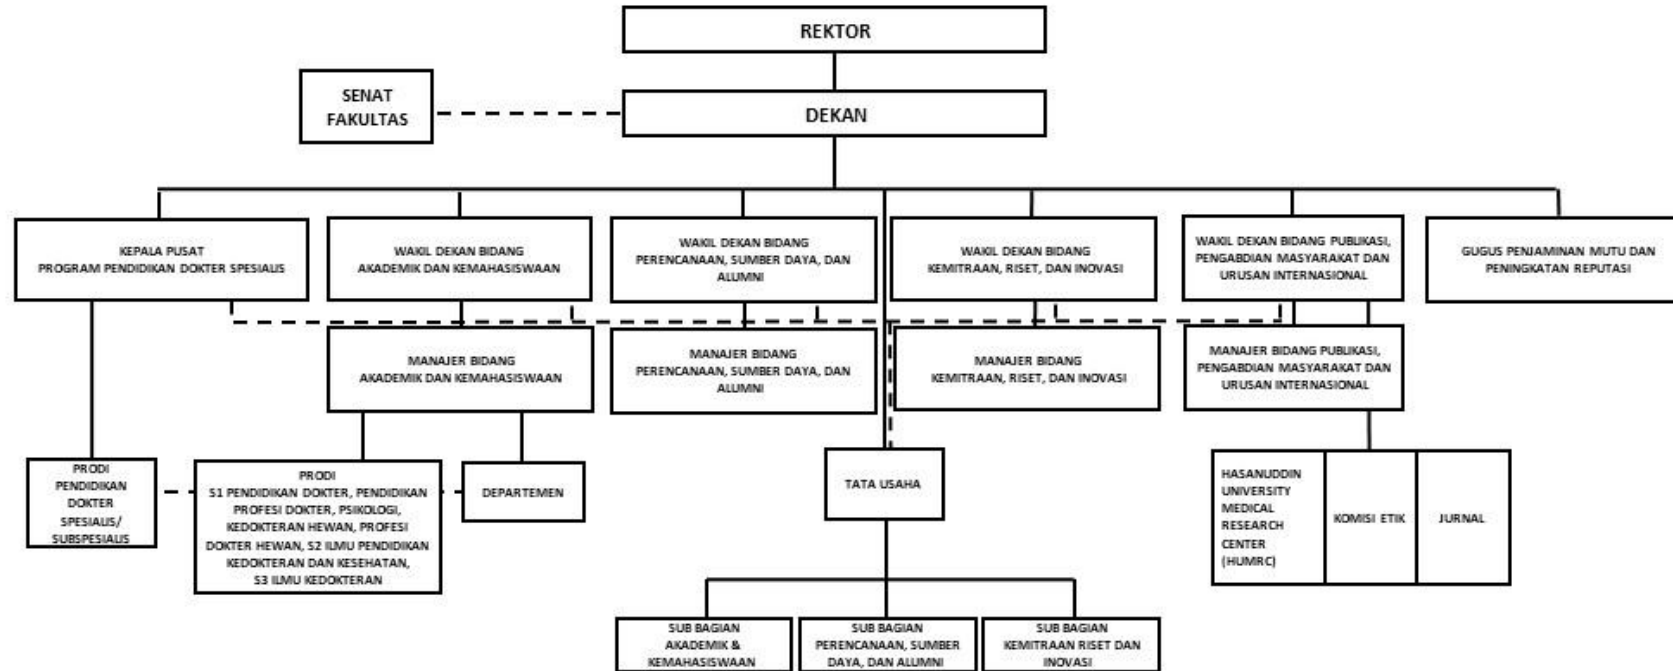 REKTOR
SENAT
FAKULTAS
DEKAN
KEPALA PUSAT
PROGRAM PENDIDIKAN DOKTER SPESIALIS
WAKIL DEKAN BIDANG
AKADEMIK DAN KEMAHASISWAAN
WAKIL DEKAN BIDANG
PERENCANAAN, SUMBER DAYA, DAN
ALUMNI
WAKIL DEKAN BIDANG
KEMITRAAN, RISET, DAN INOVASI
WAKIL DEKAN BIDANG PUBLIKASI,
PENGABDIAN MASYARAKAT DAN
URUSAN INTERNASIONAL
GUGUS PENJAMINAN MUTU DAN
PENINGKATAN REPUTASI
MANAJER BIDANG
AKADEMIK DAN KEMAHASISWAAN
MANAJER BIDANG
PERENCANAAN, SUMBER DAYA, DAN
ALUMNI
MANAJER BIDANG
KEMITRAAN, RISET, DAN INOVASI
MANAJER BIDANG PUBLIKASI,
PENGABDIAN MASYARAKAT DAN
URUSAN INTERNASIONAL
PRODI
PENDIDIKAN
DOKTER
SPESIALIS/
SUBSPESIALIS
PRODI
S1 PENDIDIKAN DOKTER, PENDIDIKAN
PROFESI DOKTER, PSIKOLOGI,
KEDOKTERAN HEWAN, PROFESI
DOKTER HEWAN, S2 ILMU PENDIDIKAN
KEDOKTERAN DAN KESEHATAN,
S3 ILMU KEDOKTERAN
DEPARTEMEN
TATA USAHA
HASANUDDIN
UNIVERSITY
MEDICAL
RESEARCH
CENTER
(HUMRC)
KOMISI ETIK
JURNAL
SUB BAGIAN
AKADEMIK &
KEMAHASISWAAN
SUB BAGIAN
PERENCANAAN, SUMBER
DAYA, DAN ALUMNI
SUB BAGIAN
KEMITRAAN RISET DAN
INOVASI